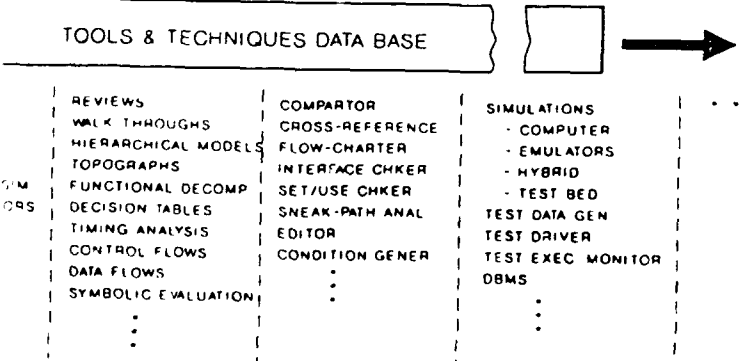 TOOLS & TECHNIQUES DATA BASE
REVIEWS
WALK THROUGHS
HIERARCHICAL MODELS
TOPOGRAPHS
FUNCTIONAL DECOMP
DECISION TABLES
TIMING ANALYSIS
CONTROL FLOWS
DATA FLOWS
SYMBOLIC EVALUATION
COMPARTOR
CROSS-REFERENCE
FLOW-CHARTER
INTERFACE CHKER
SET/USE CHKER
SNEAK-PATH ANAL
EDITOR
CONDITION GENER
SIMULATIONS
- COMPUTER
- EMULATORS
- HYBRID
- TEST BED
TEST DATA GEN
TEST DRIVER
TEST EXEC MONITOR
DBMS